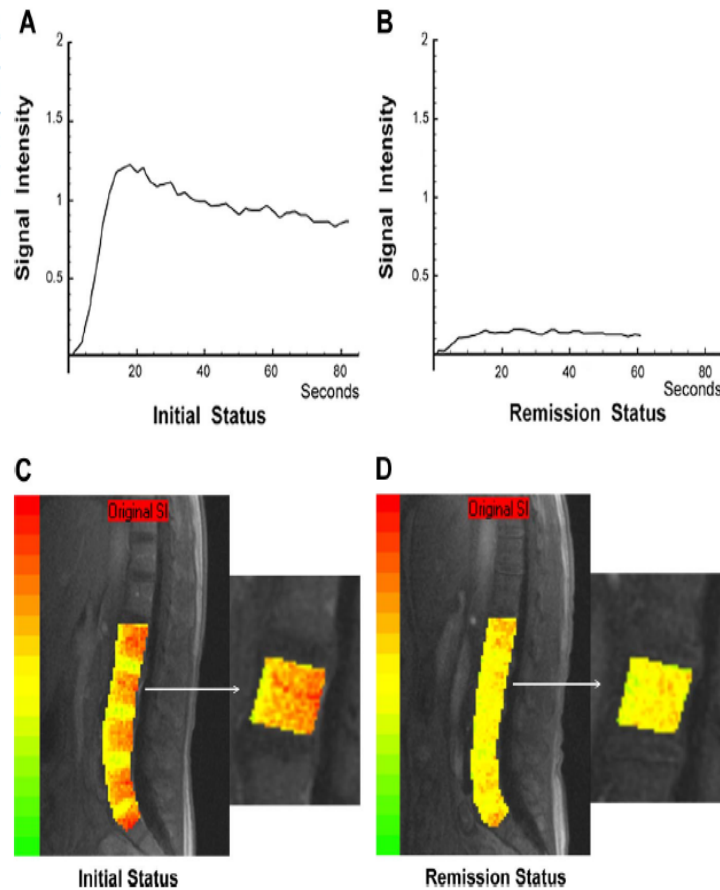 A
B
2
1.5
1
0.5
Signal Intensity
20
40
60
80
Seconds
Initial Status
2
1.5
1
0.5
Signal Intensity
20
40
60
80
Seconds
Remission Status
C
D
Original SI
Original SI
Initial Status
Remission Status